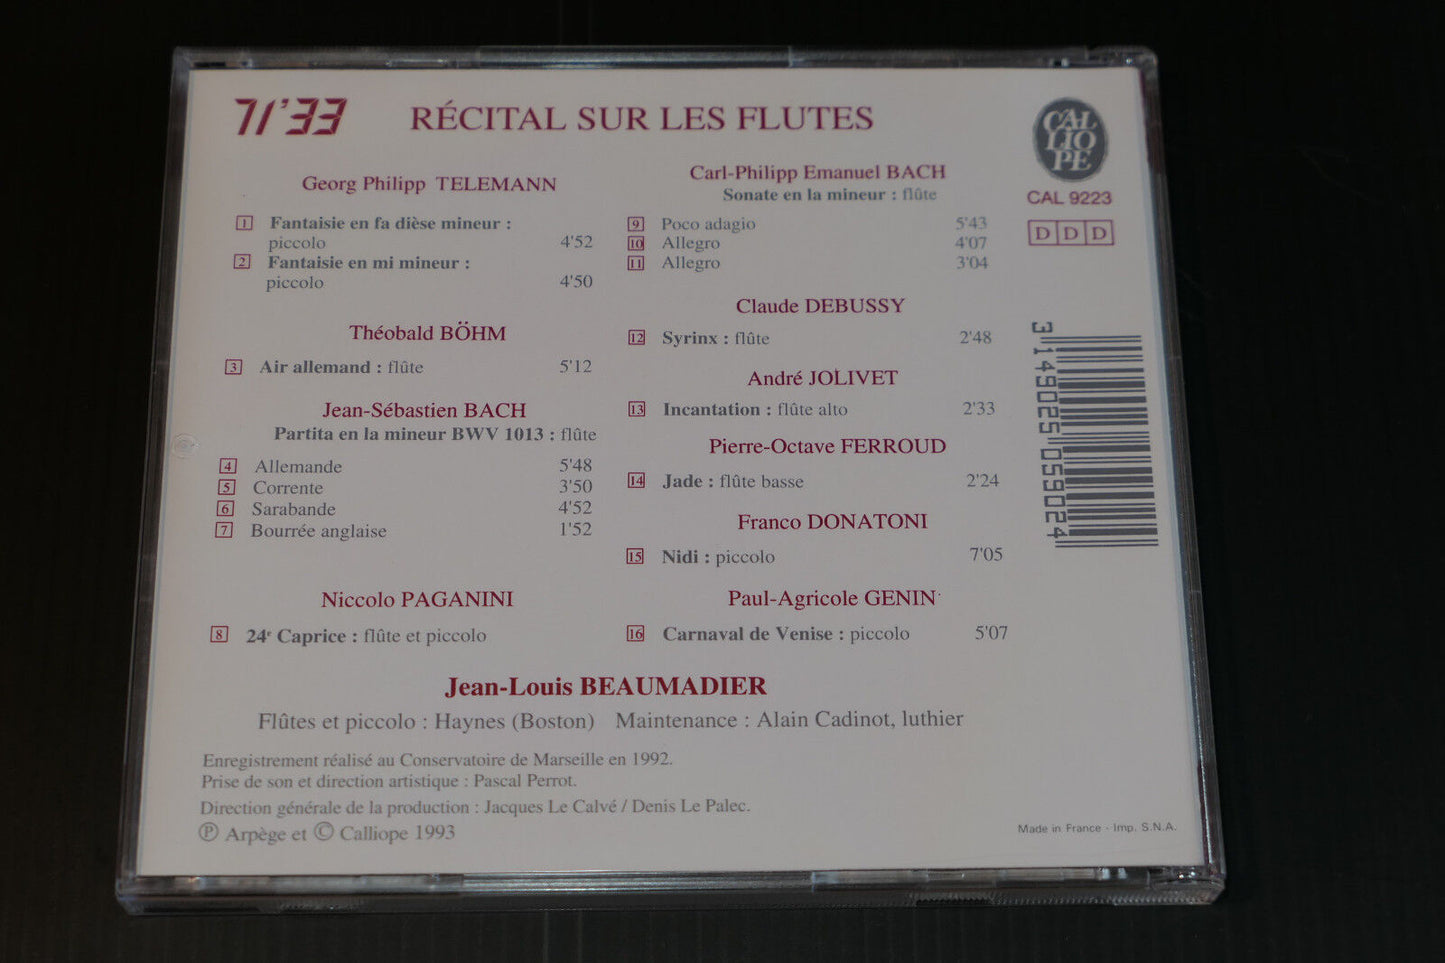 71'33 RÉCITAL SUR LES FLUTES
CAL
LIO
PE
CAL 9223
D D D
Georg Philipp TELEMANN
1 Fantaisie en fa dièse mineur :
piccolo 4'52
2 Fantaisie en mi mineur :
piccolo 4'50
Théobald BÖHM
3 Air allemand : flûte 5'12
Jean-Sébastien BACH
Partita en la mineur BWV 1013 : flûte
4 Allemande 5'48
5 Corrente 3'50
6 Sarabande 4'52
7 Bourrée anglaise 1'52
Niccolo PAGANINI
8 24e Caprice : flûte et piccolo
Carl-Philipp Emanuel BACH
Sonate en la mineur : flûte
9 Poco adagio 5'43
10 Allegro 4'07
11 Allegro 3'04
Claude DEBUSSY
12 Syrinx : flûte 2'48
André JOLIVET
13 Incantation : flûte alto 2'33
Pierre-Octave FERROUD
14 Jade : flûte basse 2'24
Franco DONATONI
15 Nidi : piccolo 7'05
Paul-Agricole GENIN
16 Carnaval de Venise : piccolo 5'07
3 149025 059024
Jean-Louis BEAUMADIER
Flûtes et piccolo : Haynes (Boston) Maintenance : Alain Cadinot, luthier
Enregistrement réalisé au Conservatoire de Marseille en 1992.
Prise de son et direction artistique : Pascal Perrot.
Direction générale de la production : Jacques Le Calvé / Denis Le Palec.
℗ Arpège et © Calliope 1993
Made in France - Imp. S.N.A.